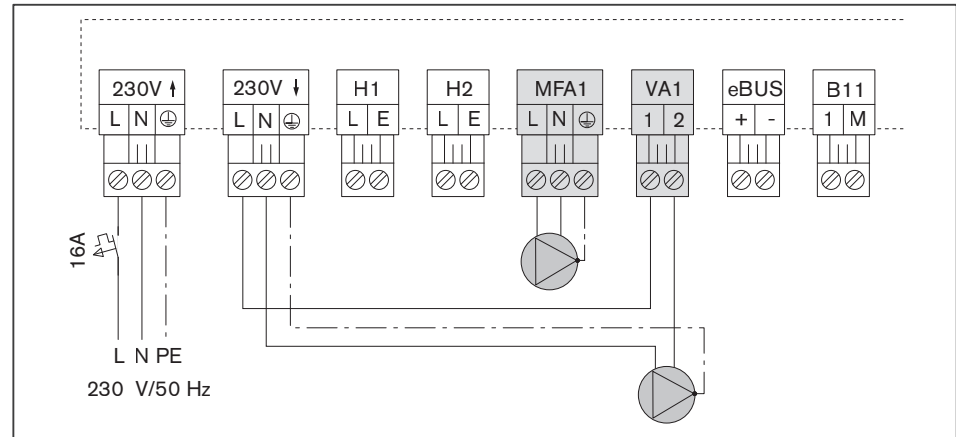 230V ↑ 230V ↓ H1 H2 MFA1 VA1 eBUS B11
L N ⏚ L N ⏚ L E L E L N ⏚ 1 2 + - 1 M
16A
L N PE
230 V/50 Hz